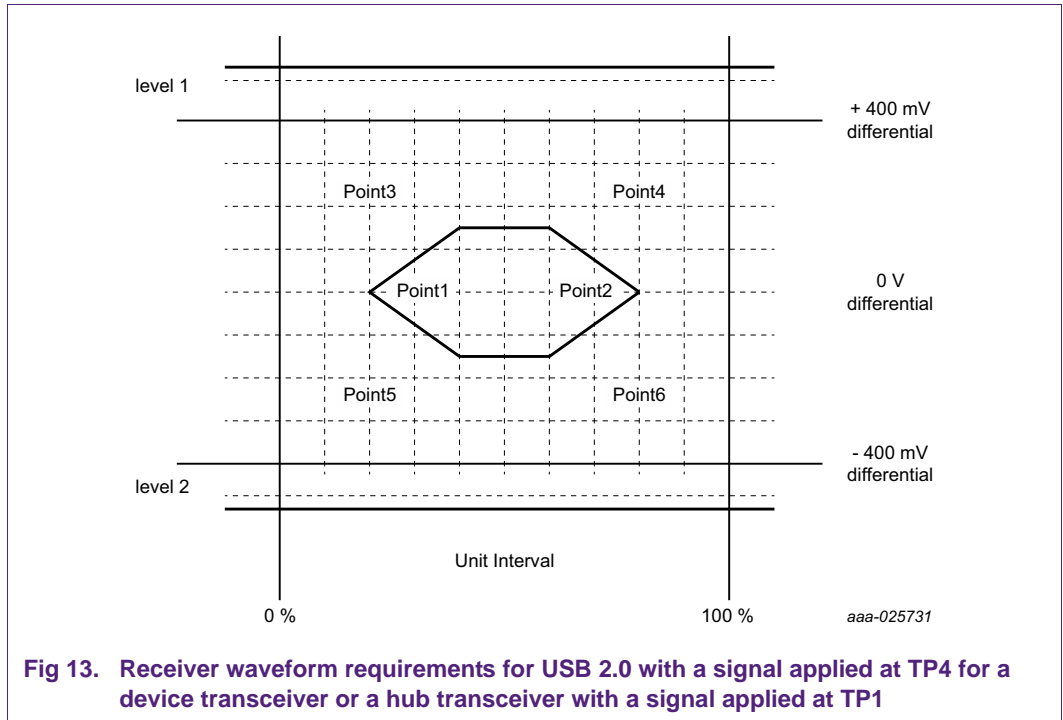 level 1
+ 400 mV
differential
Point3
Point4
Point1
Point2
0 V
differential
Point5
Point6
- 400 mV
differential
level 2
Unit Interval
0 %
100 %
aaa-025731
Fig 13. Receiver waveform requirements for USB 2.0 with a signal applied at TP4 for a
device transceiver or a hub transceiver with a signal applied at TP1